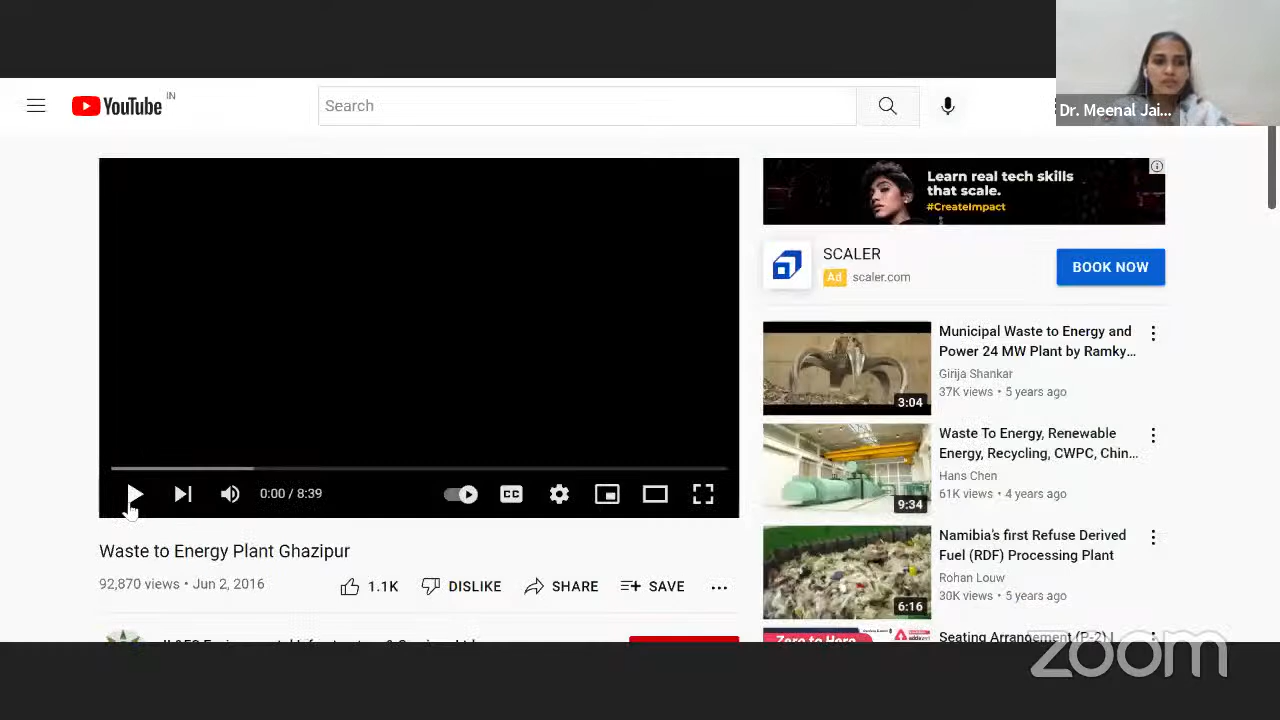 YouTube IN
Search
Dr. Meenal Jai...
Learn real tech skills
that scale.
#CreateImpact
SCALER
Ad scaler.com
BOOK NOW
0:00 / 8:39
CC
Waste to Energy Plant Ghazipur
92,870 views • Jun 2, 2016
1.1K
DISLIKE
SHARE
SAVE
Municipal Waste to Energy and
Power 24 MW Plant by Ramky...
Girija Shankar
37K views • 5 years ago
3:04
Waste To Energy, Renewable
Energy, Recycling, CWPC, Chin...
Hans Chen
61K views • 4 years ago
9:34
Namibia's first Refuse Derived
Fuel (RDF) Processing Plant
Rohan Louw
30K views • 5 years ago
6:16
Zero to Hero
Seating Arrangement (P-2) |
zoom